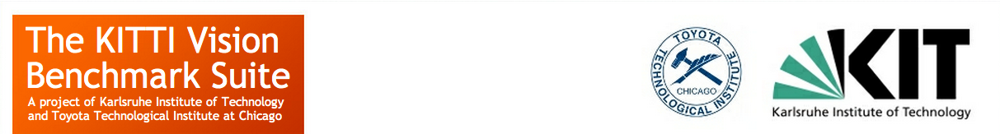 The KITTI Vision
Benchmark Suite
A project of Karlsruhe Institute of Technology
and Toyota Technological Institute at Chicago
TOYOTA
TECHNOLOGICAL INSTITUTE
CHICAGO
KIT
Karlsruhe Institute of Technology